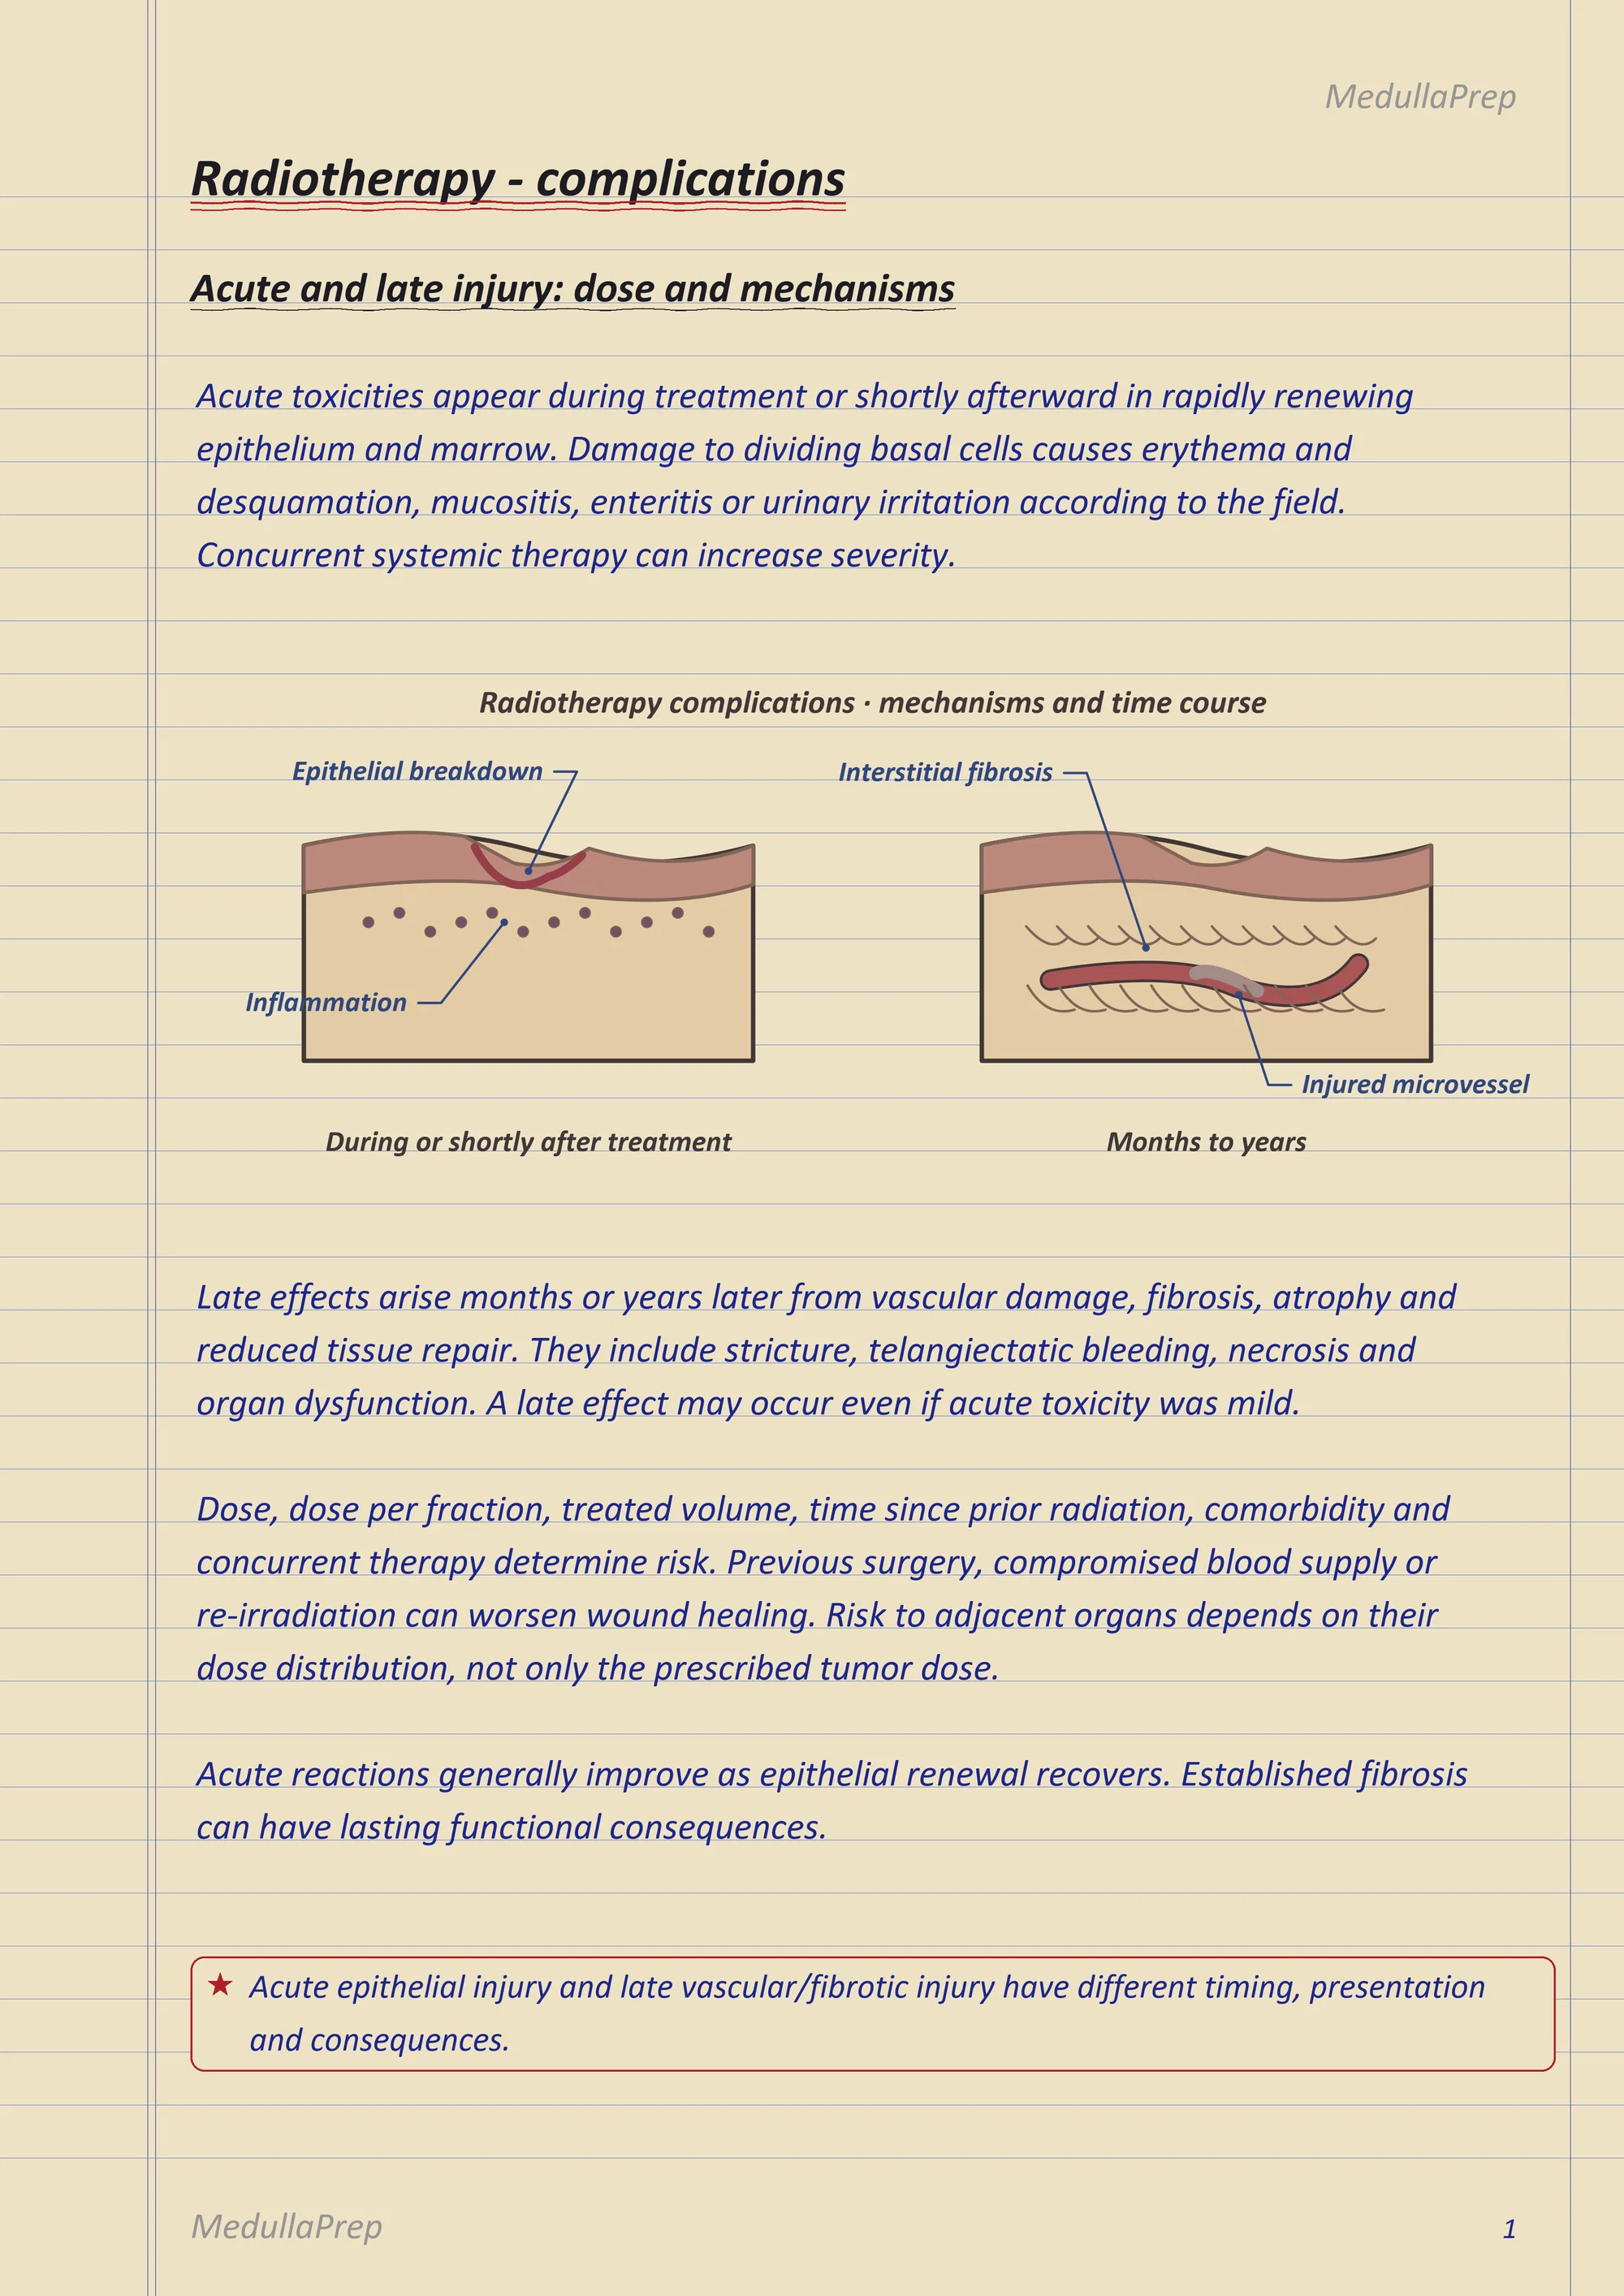 MedullaPrep
Radiotherapy - complications
Acute and late injury: dose and mechanisms
Acute toxicities appear during treatment or shortly afterward in rapidly renewing
epithelium and marrow. Damage to dividing basal cells causes erythema and
desquamation, mucositis, enteritis or urinary irritation according to the field.
Concurrent systemic therapy can increase severity.
Radiotherapy complications · mechanisms and time course
Epithelial breakdown
Interstitial fibrosis
Inflammation
Injured microvessel
During or shortly after treatment
Months to years
Late effects arise months or years later from vascular damage, fibrosis, atrophy and
reduced tissue repair. They include stricture, telangiectatic bleeding, necrosis and
organ dysfunction. A late effect may occur even if acute toxicity was mild.
Dose, dose per fraction, treated volume, time since prior radiation, comorbidity and
concurrent therapy determine risk. Previous surgery, compromised blood supply or
re-irradiation can worsen wound healing. Risk to adjacent organs depends on their
dose distribution, not only the prescribed tumor dose.
Acute reactions generally improve as epithelial renewal recovers. Established fibrosis
can have lasting functional consequences.
★ Acute epithelial injury and late vascular/fibrotic injury have different timing, presentation
and consequences.
MedullaPrep
1